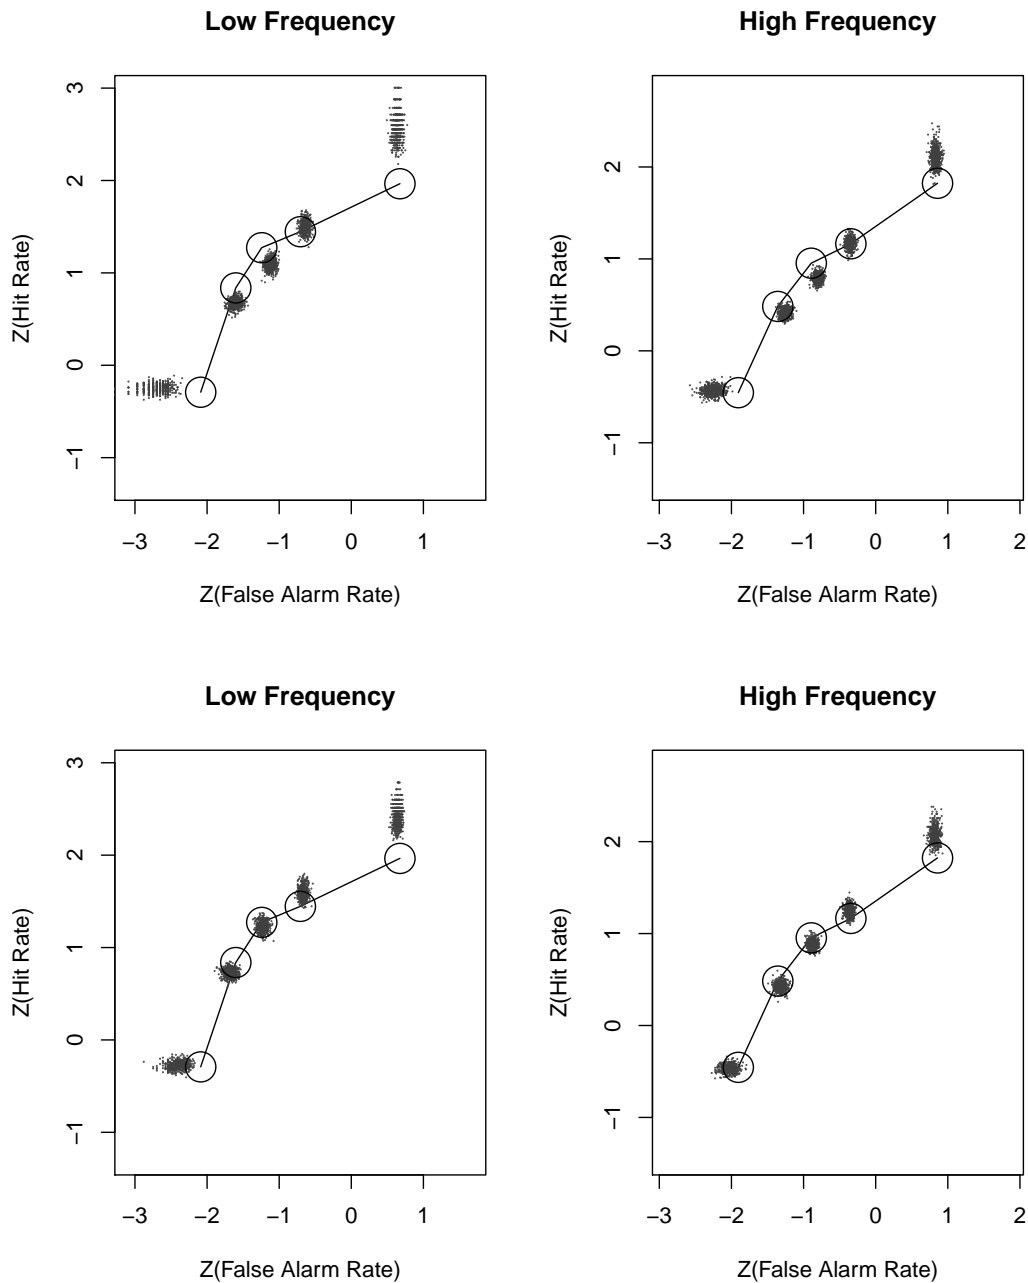 Low Frequency
High Frequency
3
2
1
0
−1
Z(Hit Rate)
−3 −2 −1 0 1
Z(False Alarm Rate)
2
1
0
−1
Z(Hit Rate)
−3 −2 −1 0 1 2
Z(False Alarm Rate)
Low Frequency
High Frequency
3
2
1
0
−1
Z(Hit Rate)
−3 −2 −1 0 1
Z(False Alarm Rate)
2
1
0
−1
Z(Hit Rate)
−3 −2 −1 0 1 2
Z(False Alarm Rate)